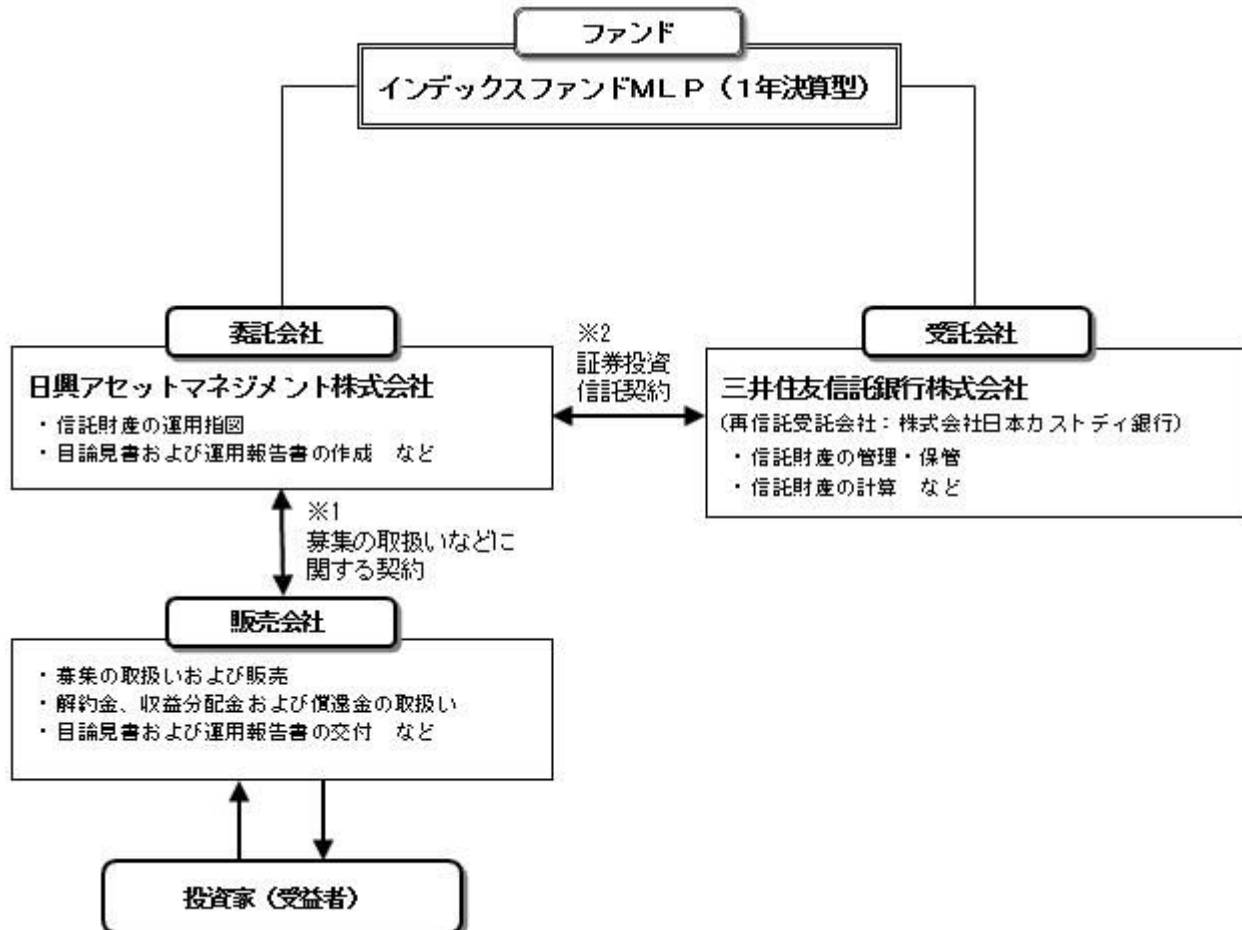 ファンド
インデックスファンドMLP(1年決算型)
委託会社
日興アセットマネジメント株式会社
・信託財産の運用指図
・目論見書および運用報告書の作成 など
※2
証券投資
信託契約
受託会社
三井住友信託銀行株式会社
(再信託受託会社:株式会社日本カストディ銀行)
・信託財産の管理・保管
・信託財産の計算 など
※1
募集の取扱いなどに
関する契約
販売会社
・募集の取扱いおよび販売
・解約金、収益分配金および償還金の取扱い
・目論見書および運用報告書の交付 など
投資家(受益者)